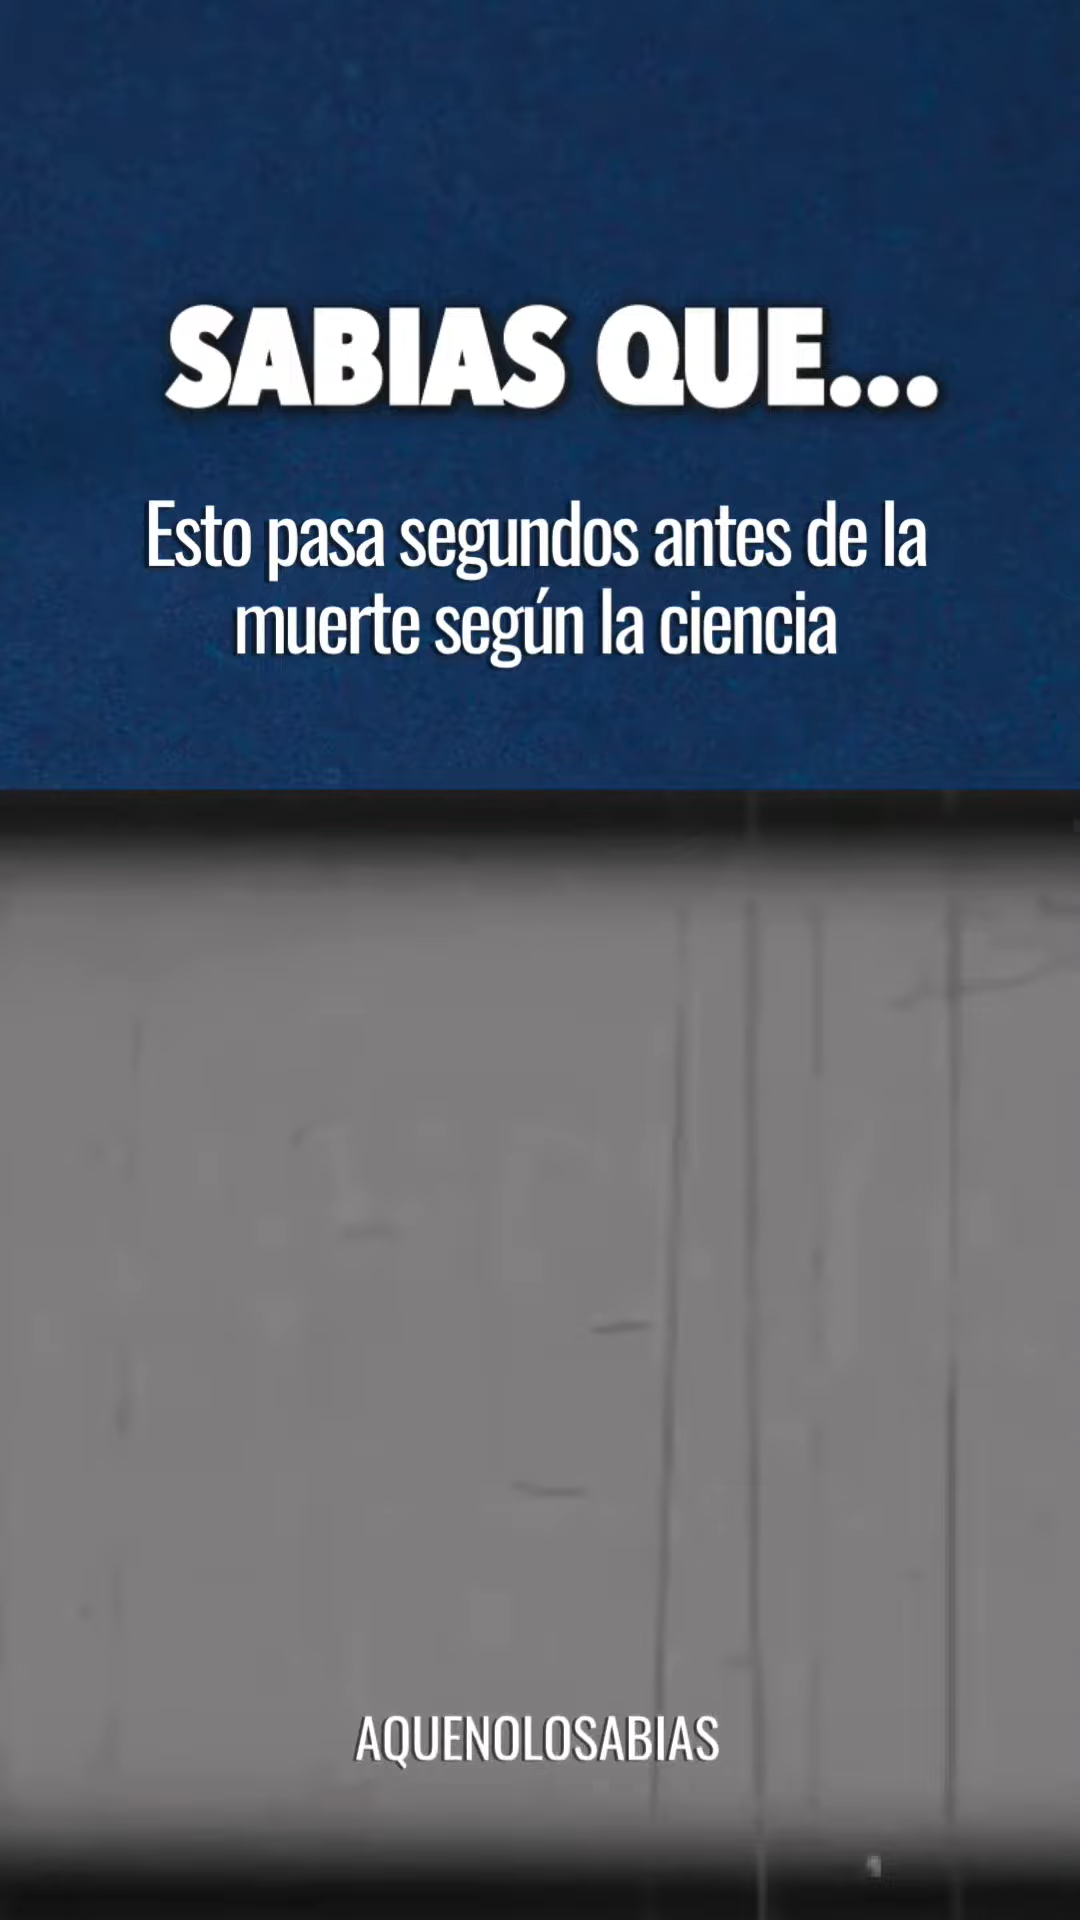 SABIAS QUE...
Esto pasa segundos antes de la
muerte según la ciencia
AQUENOLOSABIAS